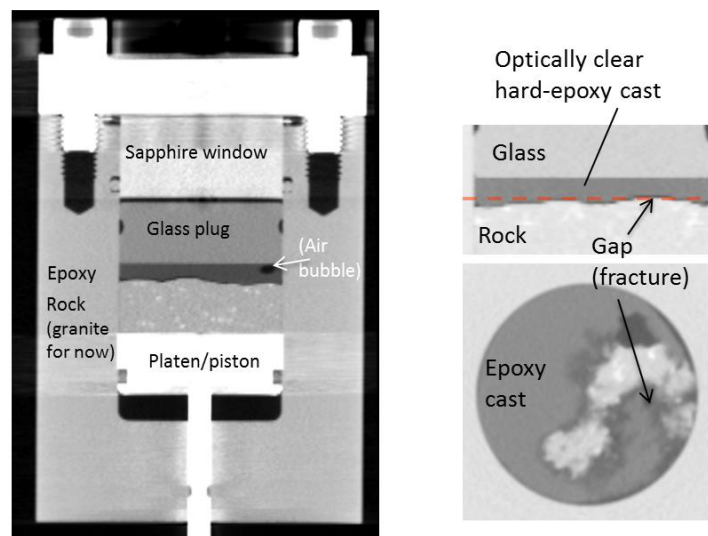 Sapphire window
Glass plug
(Air
bubble)
Epoxy
Rock
(granite
for now)
Platen/piston
Optically clear
hard-epoxy cast
Glass
Rock
Gap
(fracture)
Epoxy
cast